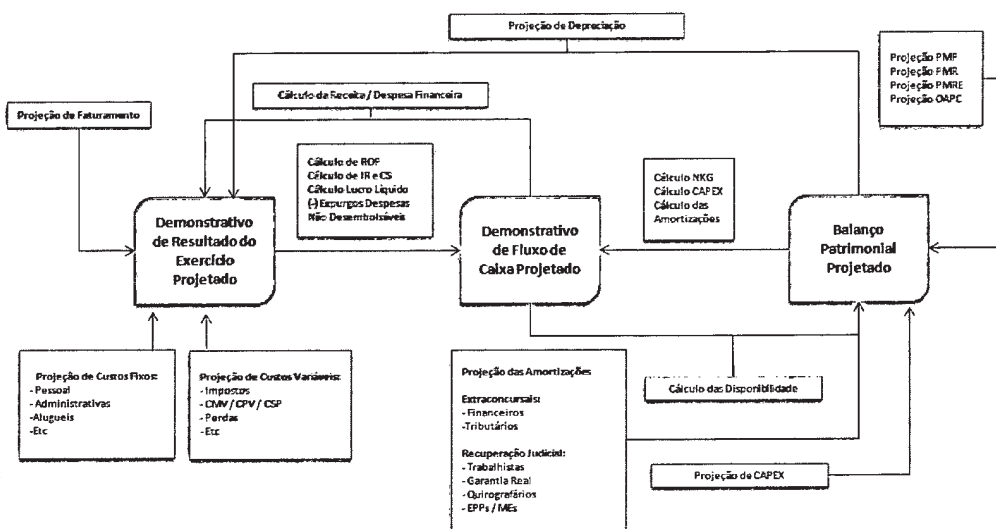 Projeção de Depreciação
Projeção PMP
Projeção PMR
Projeção PMRE
Projeção OAPC
Cálculo da Receita / Despesa Financeira
Projeção de Faturamento
Cálculo de ROF
Cálculo de IR e CS
Cálculo Lucro Líquido
(-) Expurgos Despesas
Não Desembolsáveis
Cálculo NKG
Cálculo CAPEX
Cálculo das
Amortizações
Demonstrativo
de Resultado do
Exercício
Projetado
Demonstrativo
de Fluxo de
Caixa Projetado
Balanço
Patrimonial
Projetado
Projeção de Custos Fixos:
- Pessoal
- Administrativas
-Alugueis
-Etc
Projeção de Custos Variáveis:
- Impostos
- CMV / CPV / CSP
- Perdas
- Etc
Projeção das Amortizações
Extraconcursais:
- Financeiros
-Tributários
Recuperação Judicial:
- Trabalhistas
- Garantia Real
- Quirografários
- EPPs / MEs
Cálculo das Disponibilidade
Projeção de CAPEX